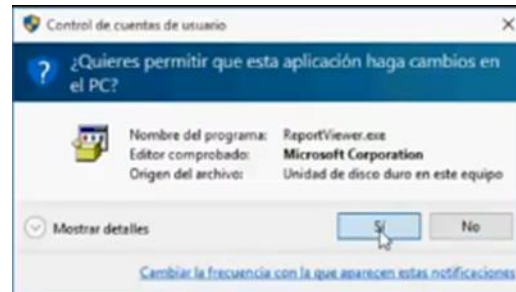 Control de cuentas de usuario
¿Quieres permitir que esta aplicación haga cambios en
el PC?
Nombre del programa: ReportViewer.exe
Editor comprobado: Microsoft Corporation
Origen del archivo: Unidad de disco duro en este equipo
Mostrar detalles
Sí
No
Cambiar la frecuencia con la que aparecen estas notificaciones